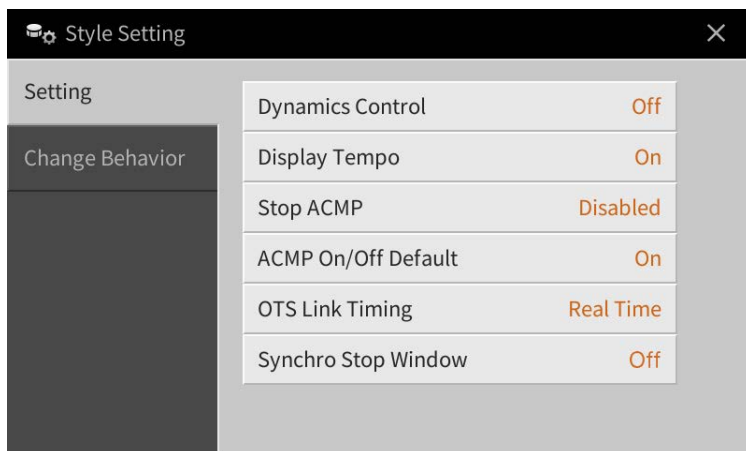 Style Setting
Setting
Change Behavior
Dynamics Control Off
Display Tempo On
Stop ACMP Disabled
ACMP On/Off Default On
OTS Link Timing Real Time
Synchro Stop Window Off